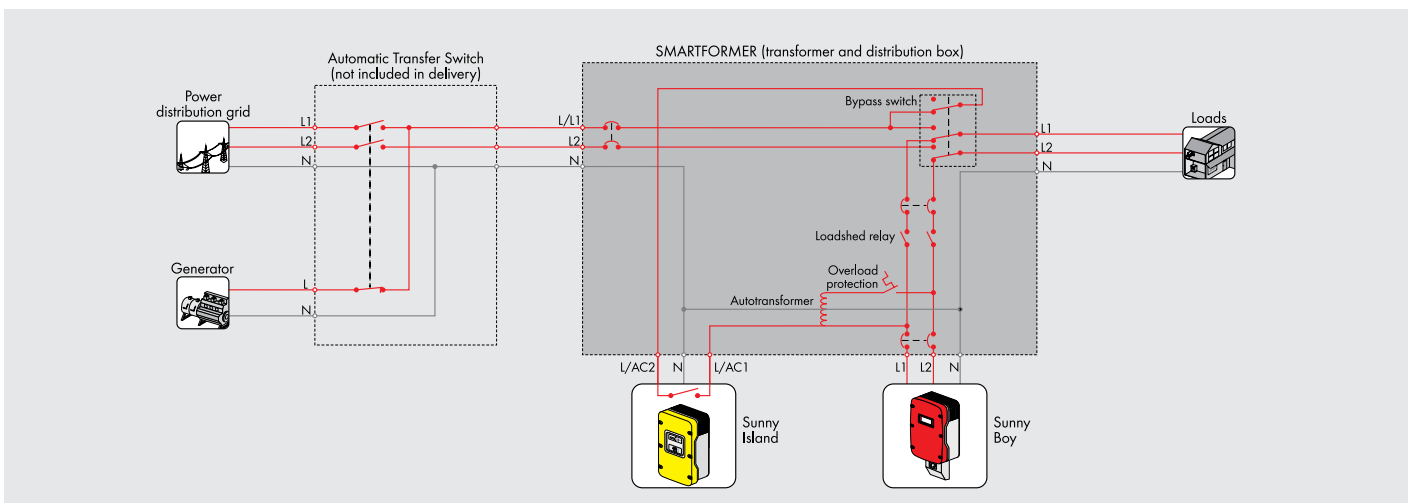 SMARTFORMER (transformer and distribution box)
Automatic Transfer Switch
(not included in delivery)
Power
distribution grid
L1
L2
N
L/L1
L2
N
Bypass switch
L1
L2
N
Loads
Loadshed relay
Generator
L
N
Overload
protection
Autotransformer
L/AC2
N
L/AC1
L1
L2
N
Sunny
Island
Sunny
Boy